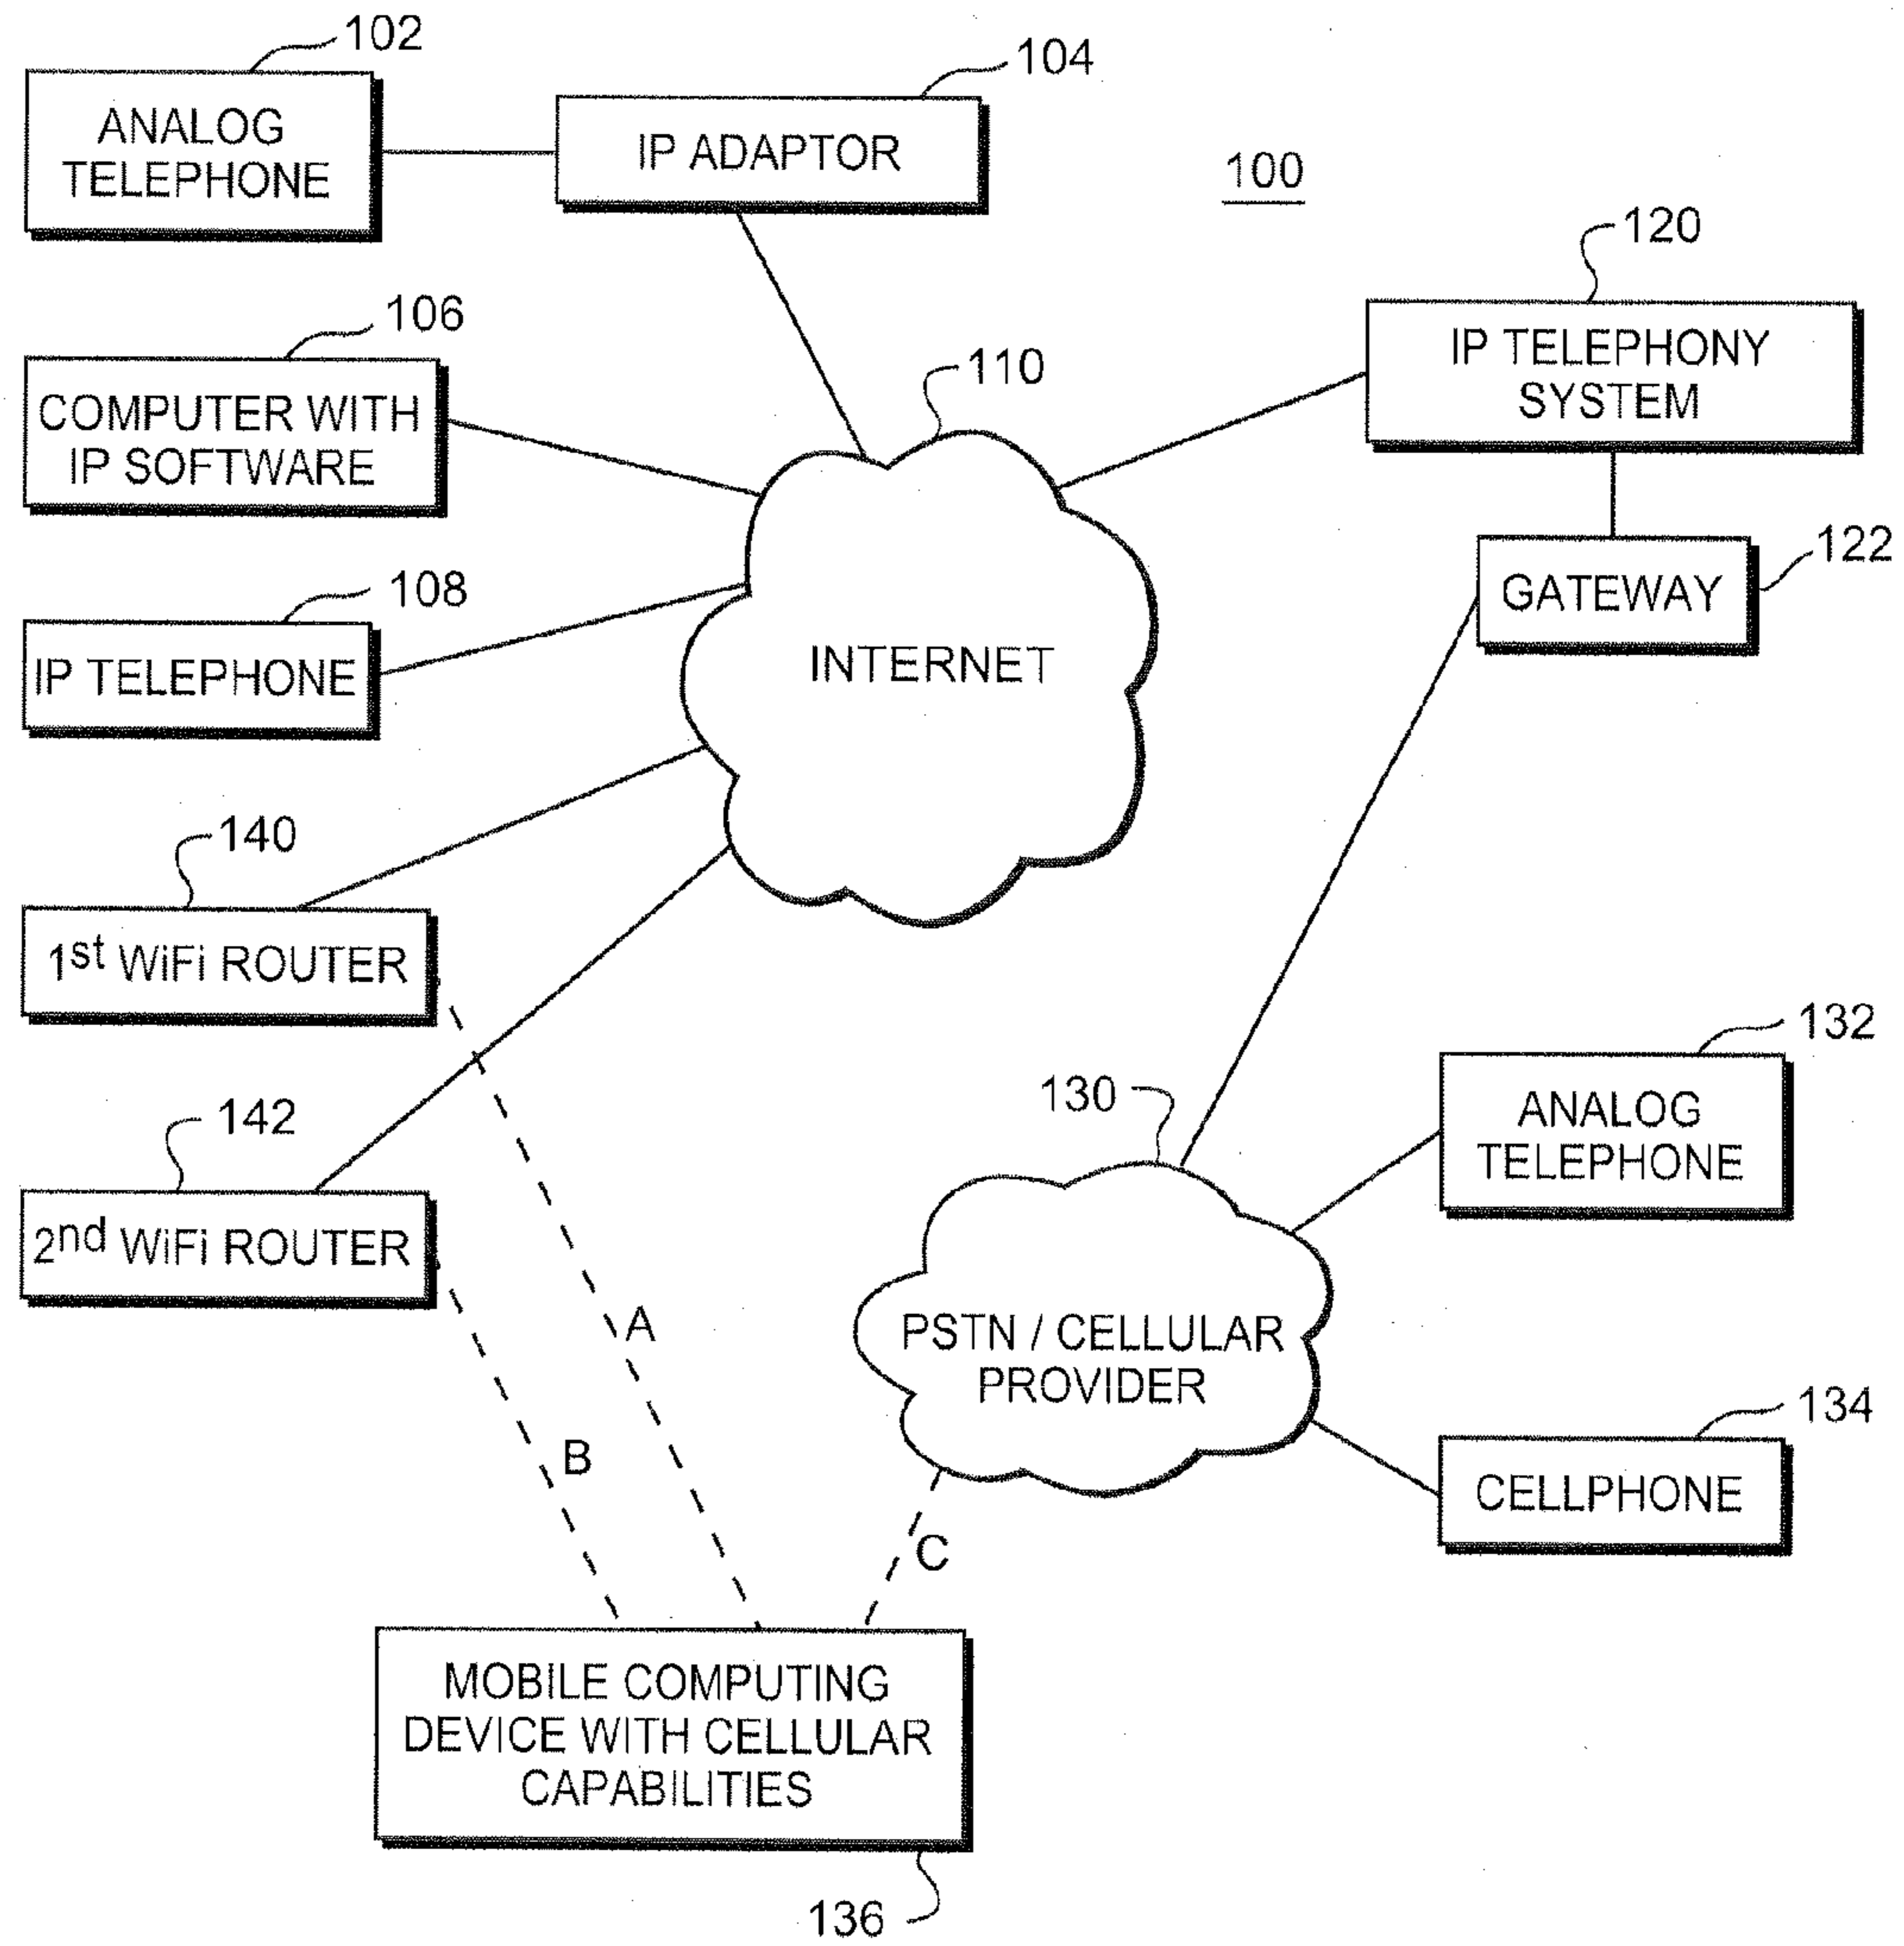 102
ANALOG
TELEPHONE
104
IP ADAPTOR
100
120
IP TELEPHONY
SYSTEM
106
COMPUTER WITH
IP SOFTWARE
110
INTERNET
122
GATEWAY
108
IP TELEPHONE
140
1st WiFi ROUTER
142
2nd WiFi ROUTER
130
PSTN / CELLULAR
PROVIDER
132
ANALOG
TELEPHONE
134
CELLPHONE
A
B
C
MOBILE COMPUTING
DEVICE WITH CELLULAR
CAPABILITIES
136